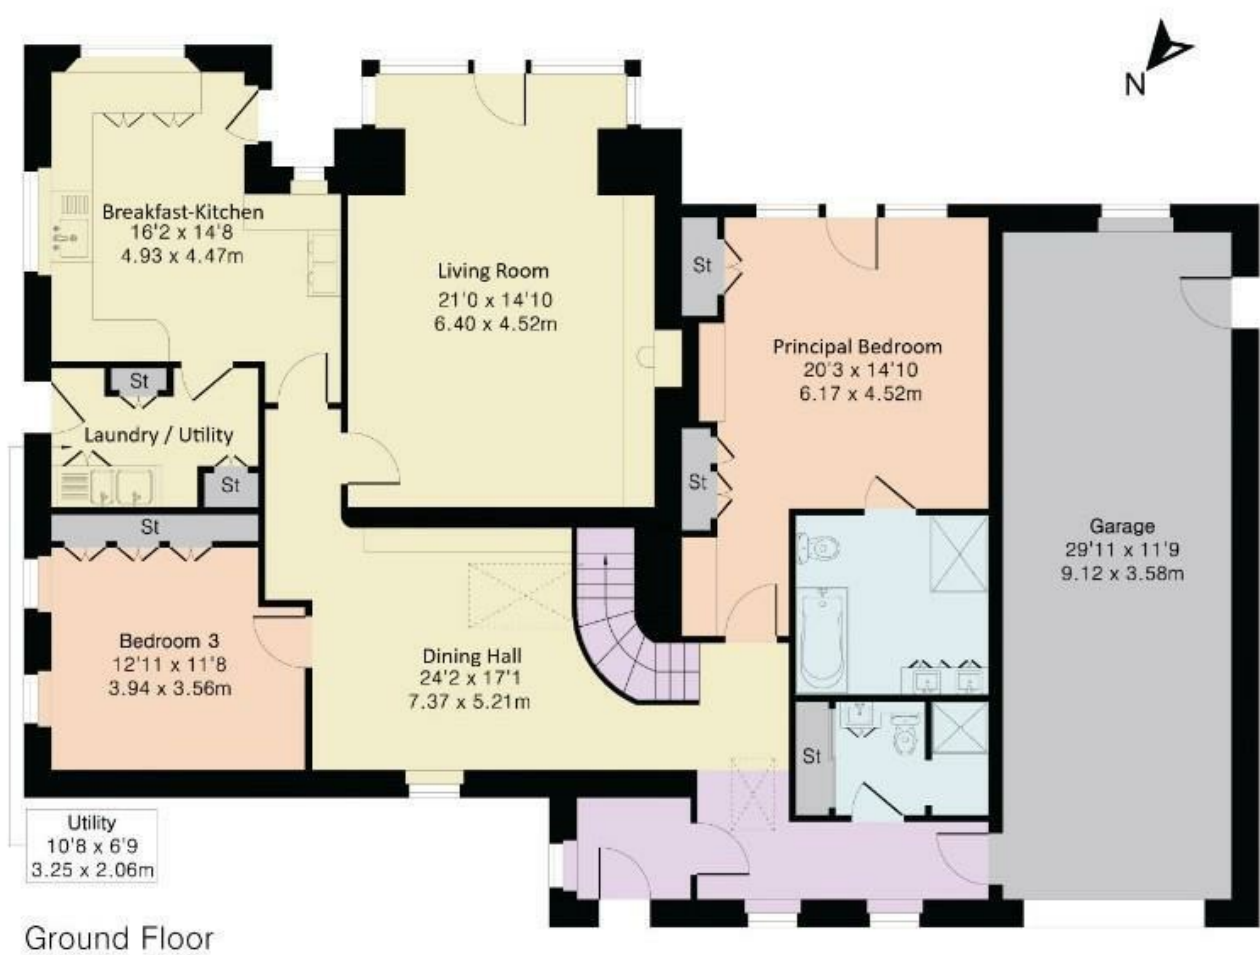 N
Breakfast-Kitchen
16'2 x 14'8
4.93 x 4.47m
Living Room
21'0 x 14'10
6.40 x 4.52m
St
Principal Bedroom
20'3 x 14'10
6.17 x 4.52m
St
Laundry / Utility
St
St
St
Garage
29'11 x 11'9
9.12 x 3.58m
Bedroom 3
12'11 x 11'8
3.94 x 3.56m
Dining Hall
24'2 x 17'1
7.37 x 5.21m
St
Utility
10'8 x 6'9
3.25 x 2.06m
Ground Floor